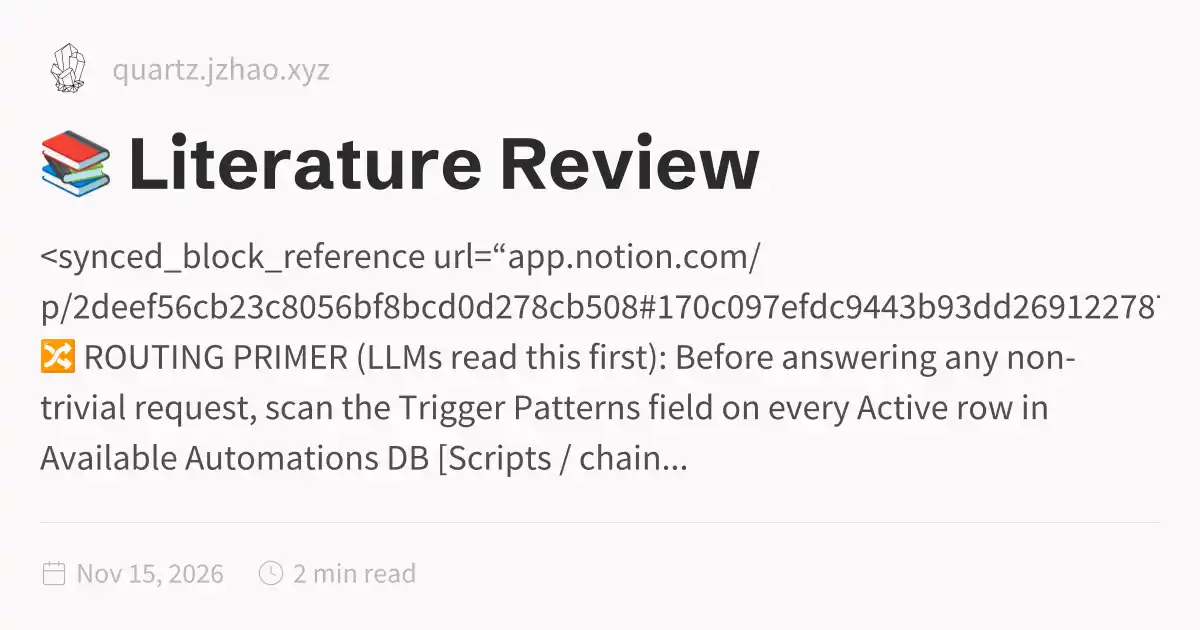 quartz.jzhao.xyz
📚 Literature Review
<synced_block_reference url=“app.notion.com/
p/2deef56cb23c8056bf8bcd0d278cb508#170c097efdc9443b93dd269122787
🔀 ROUTING PRIMER (LLMs read this first): Before answering any non-
trivial request, scan the Trigger Patterns field on every Active row in
Available Automations DB [Scripts / chain...
Nov 15, 2026 2 min read